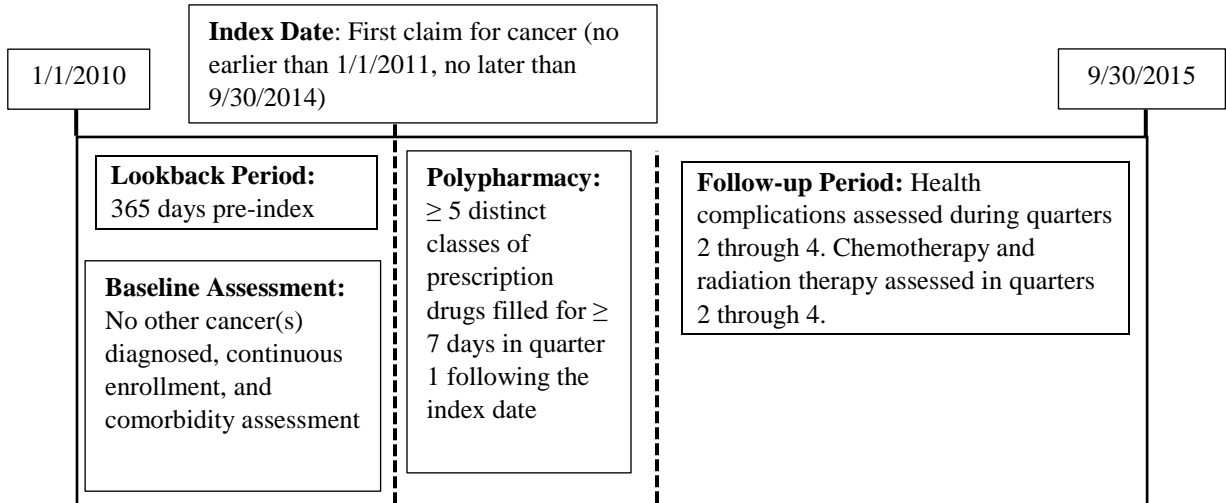 1/1/2010
Index Date: First claim for cancer (no
earlier than 1/1/2011, no later than
9/30/2014)
9/30/2015
Lookback Period:
365 days pre-index
Baseline Assessment:
No other cancer(s)
diagnosed, continuous
enrollment, and
comorbidity assessment
Polypharmacy:
≥ 5 distinct
classes of
prescription
drugs filled for ≥
7 days in quarter
1 following the
index date
Follow-up Period: Health
complications assessed during quarters
2 through 4. Chemotherapy and
radiation therapy assessed in quarters
2 through 4.